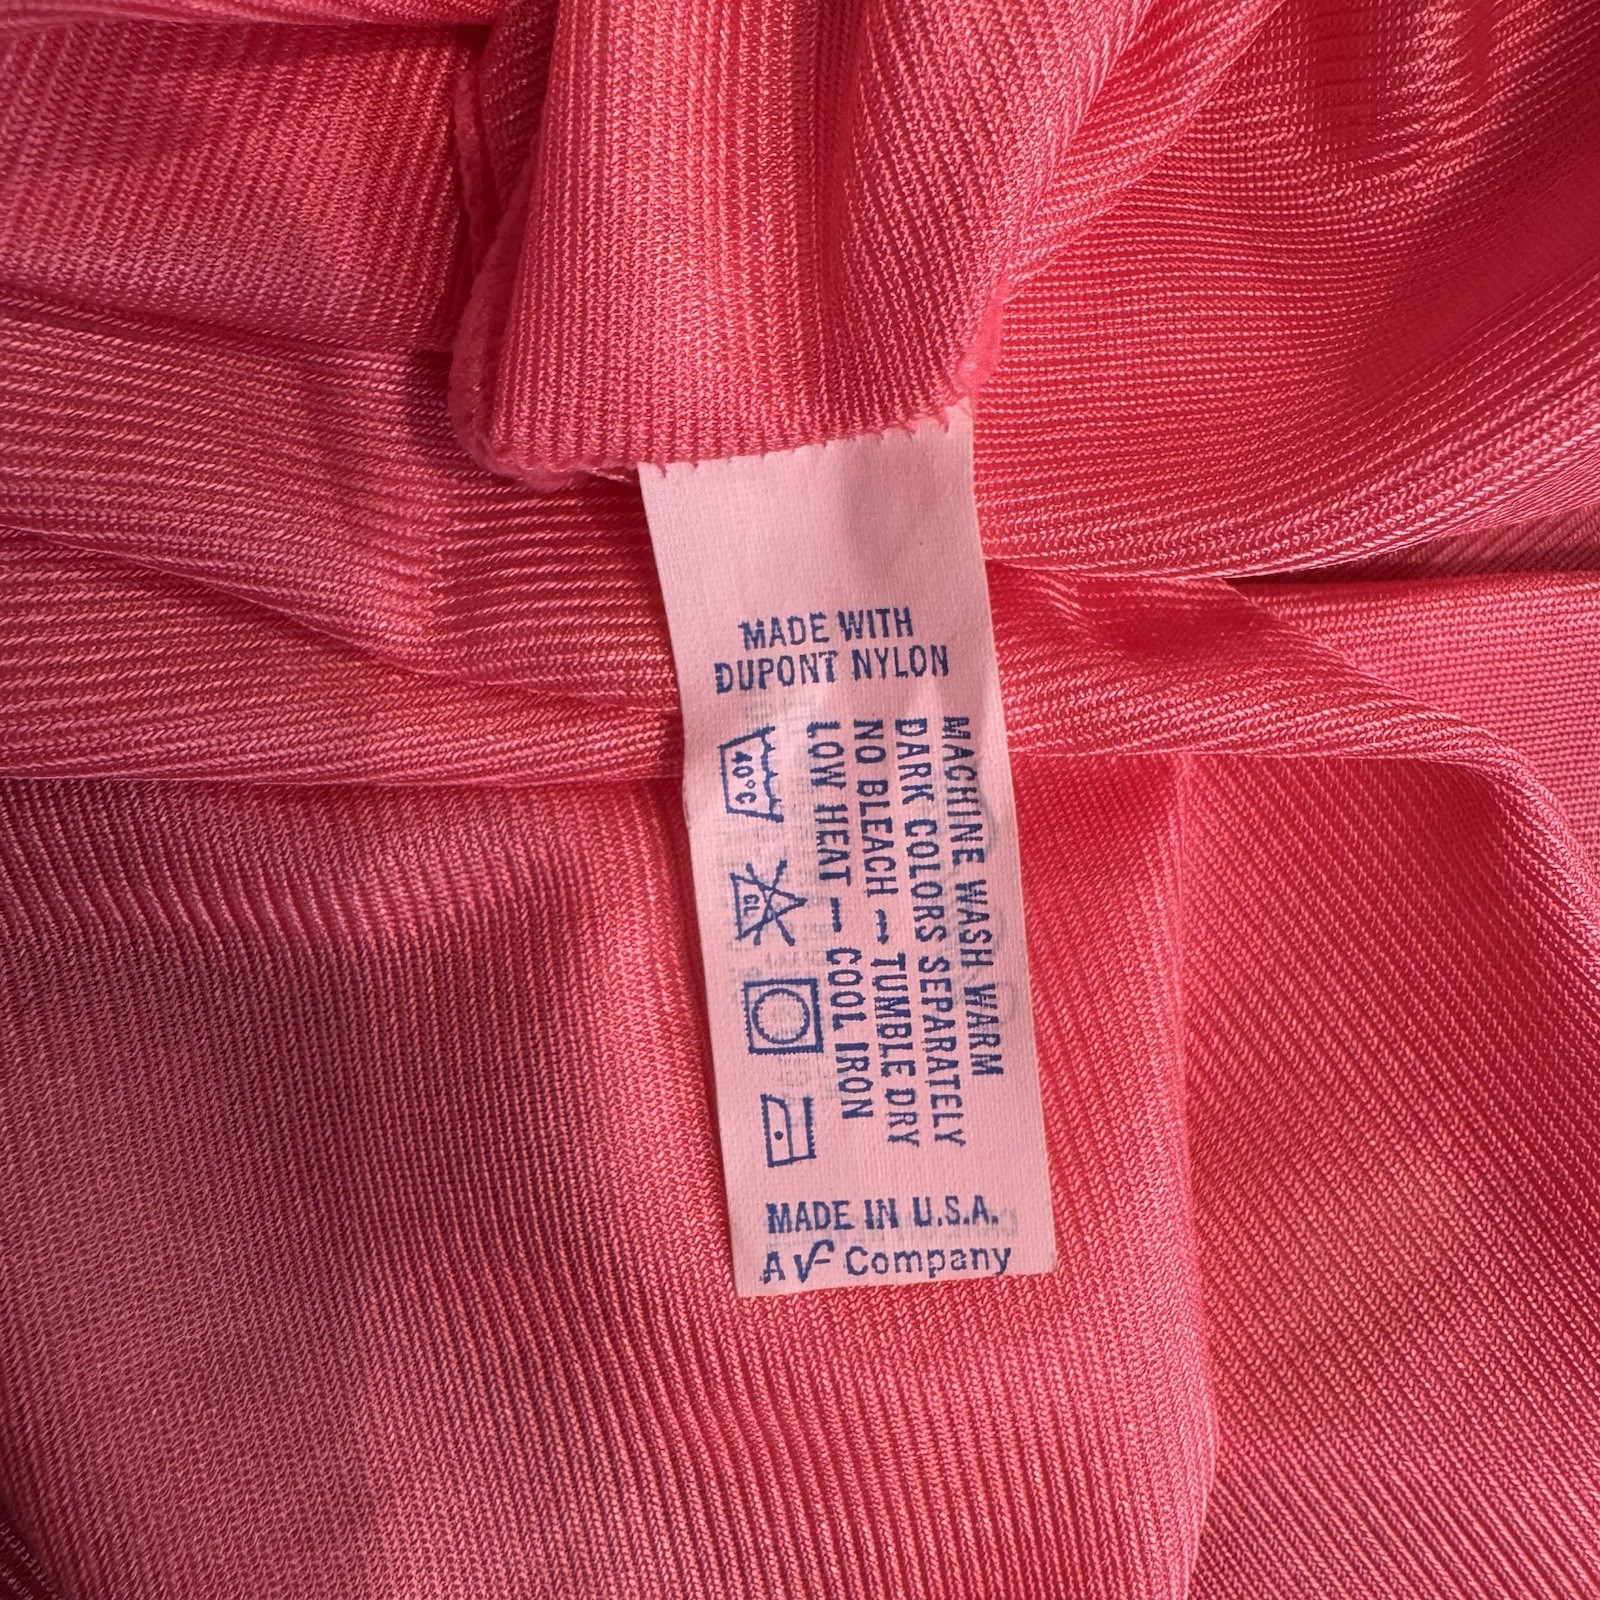 MADE WITH
DUPONT NYLON
MACHINE WASH WARM
DARK COLORS SEPARATELY
NO BLEACH — TUMBLE DRY
LOW HEAT — COOL IRON
40°C
CL
MADE IN U.S.A.
A VF Company